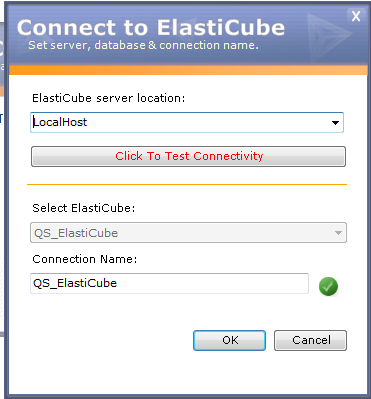 Connect to ElastiCube
Set server, database & connection name.
ElastiCube server location:
LocalHost
Click To Test Connectivity
Select ElastiCube:
QS_ElastiCube
Connection Name:
QS_ElastiCube
OK
Cancel